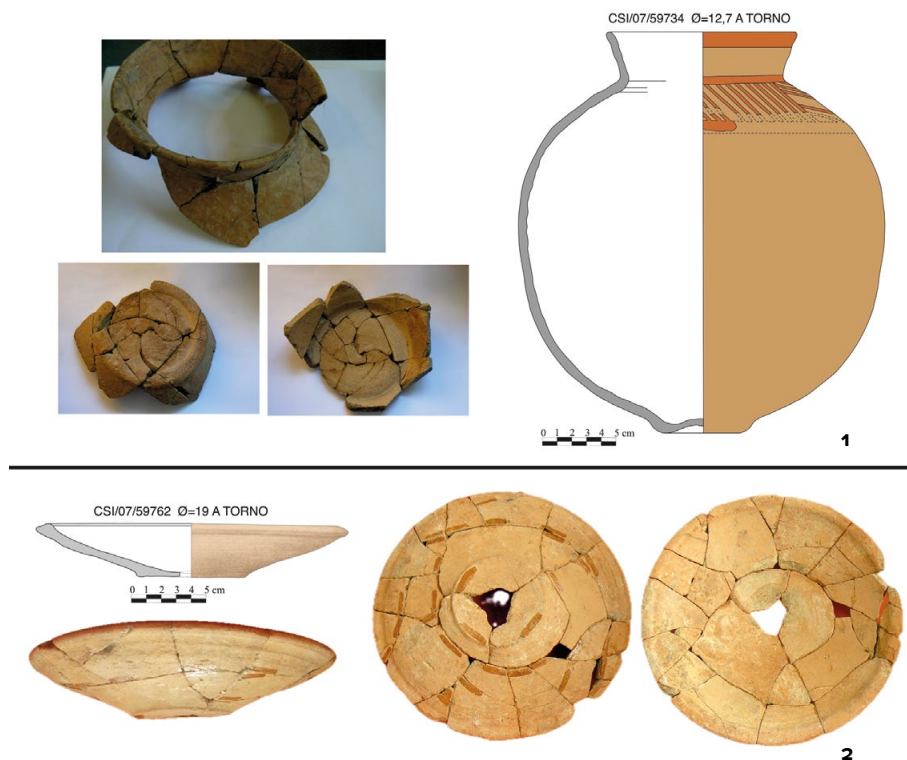 CSI/07/59734 Ø=12,7 A TORNO
0 1 2 3 4 5 cm
1
CSI/07/59762 Ø=19 A TORNO
0 1 2 3 4 5 cm
2